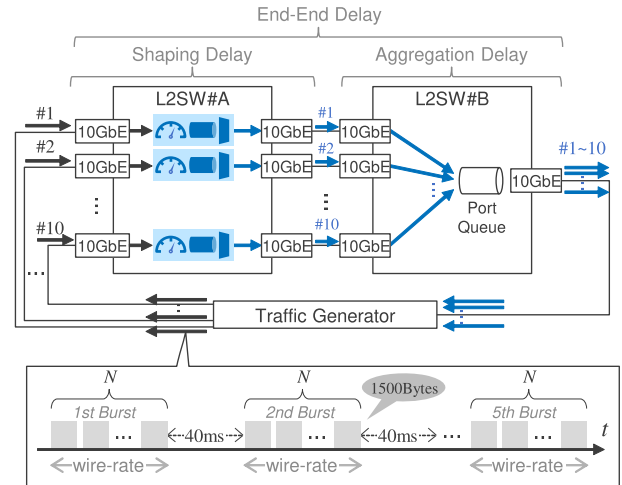 End-End Delay
Shaping Delay
Aggregation Delay
L2SW#A
L2SW#B
#1
10GbE
10GbE
#1
10GbE
#2
10GbE
10GbE
#2
10GbE
10GbE
#1~10
Port
Queue
#10
10GbE
10GbE
#10
10GbE
...
Traffic Generator
N
N
1500Bytes
N
1st Burst
2nd Burst
5th Burst
... 40ms ... 40ms ... ... t
wire-rate
wire-rate
wire-rate